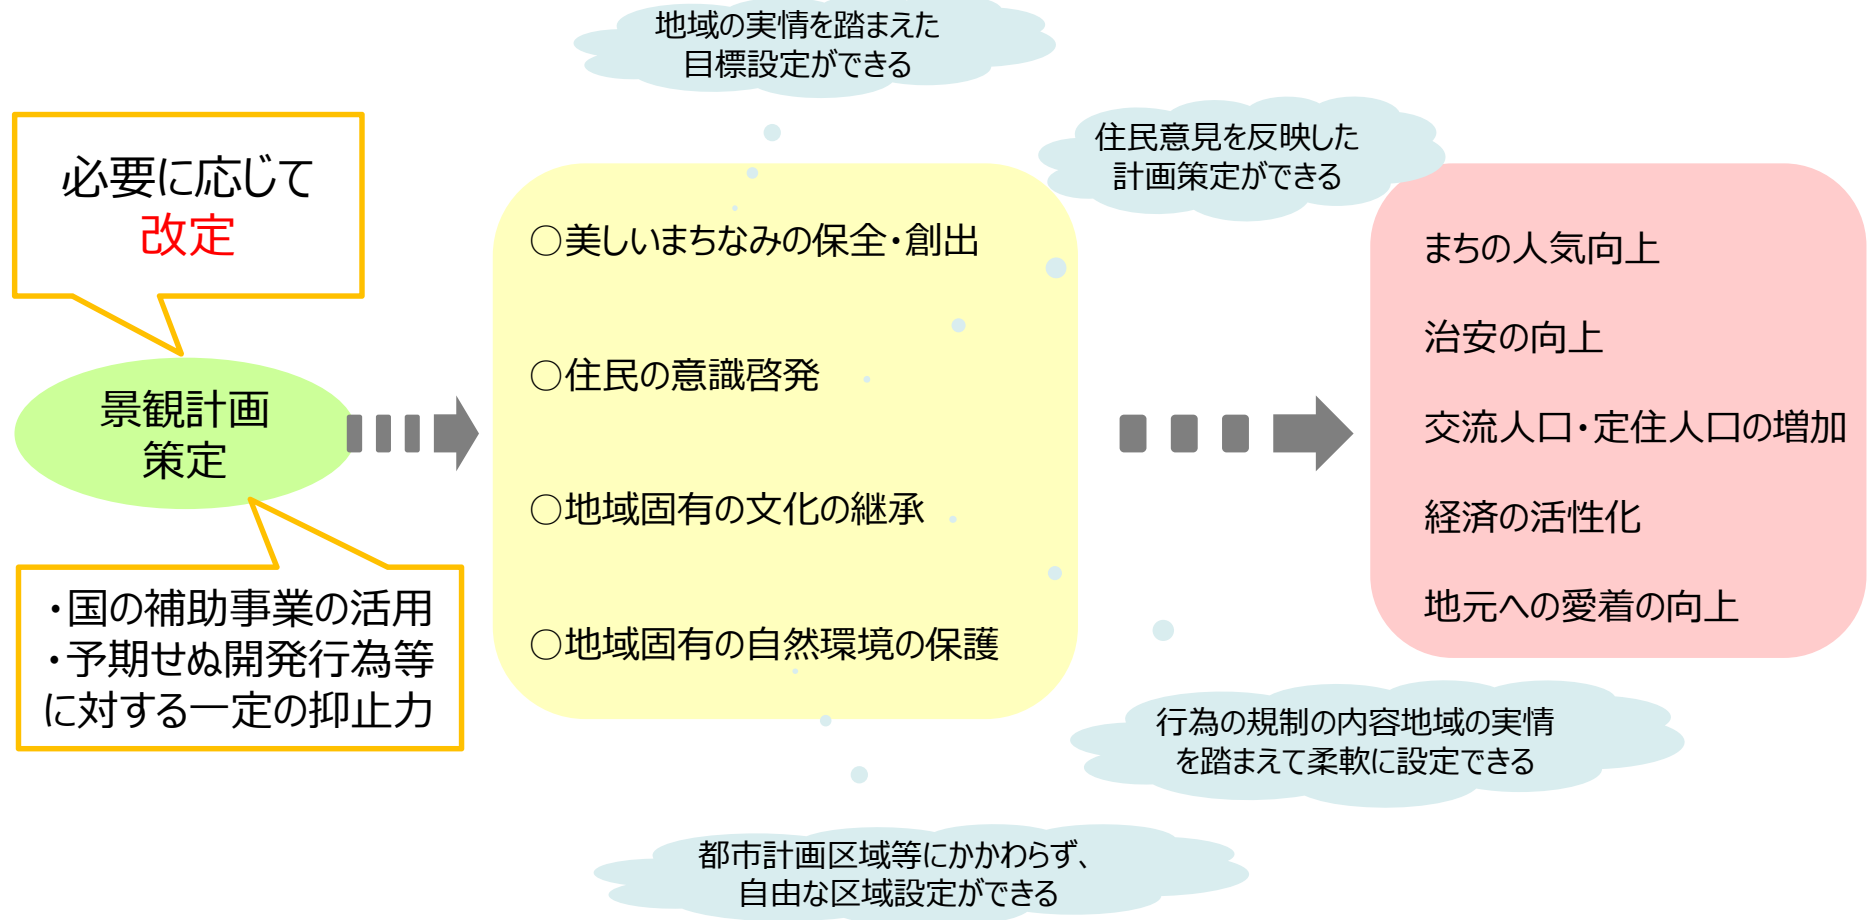 地域の実情を踏まえた
目標設定ができる
住民意見を反映した
計画策定ができる
必要に応じて
改定
景観計画
策定
・国の補助事業の活用
・予期せぬ開発行為等
に対する一定の抑止力
○美しいまちなみの保全・創出
○住民の意識啓発
○地域固有の文化の継承
○地域固有の自然環境の保護
まちの人気向上
治安の向上
交流人口・定住人口の増加
経済の活性化
地元への愛着の向上
行為の規制の内容地域の実情
を踏まえて柔軟に設定できる
都市計画区域等にかかわらず、
自由な区域設定ができる